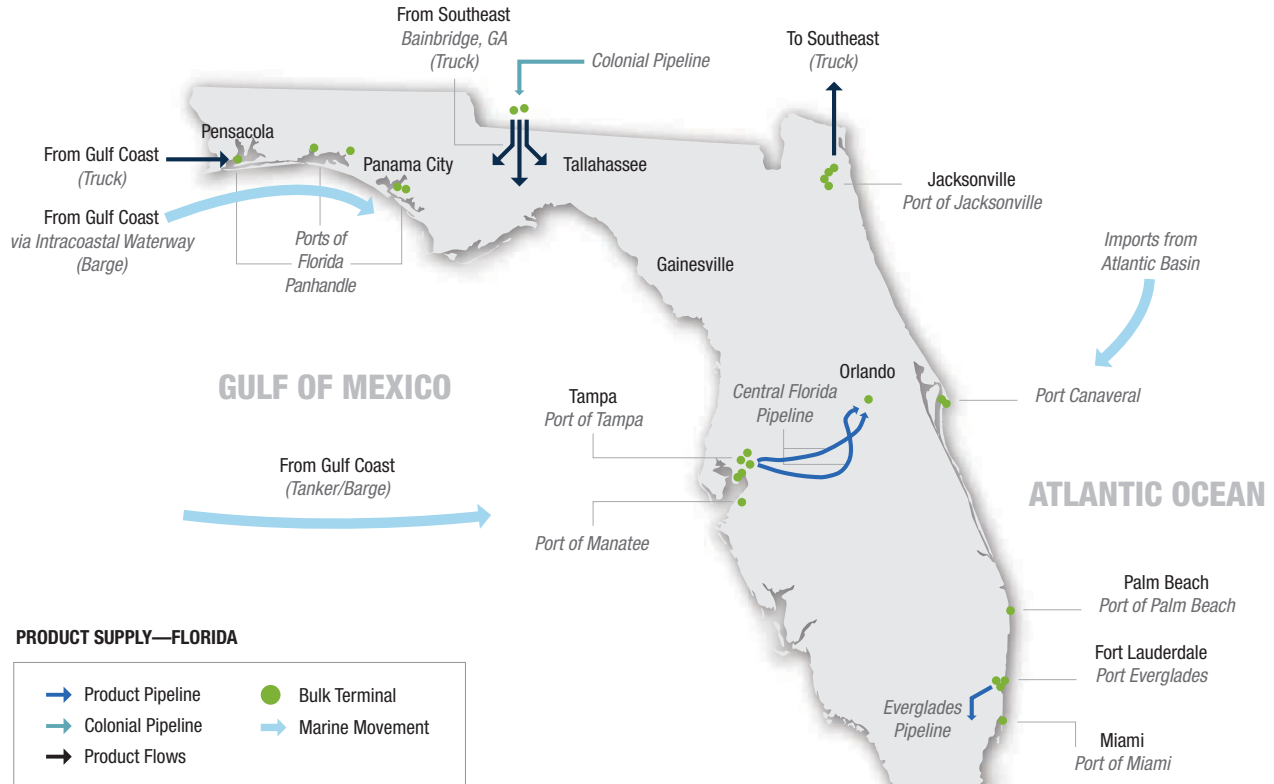 From Southeast
Bainbridge, GA
(Truck)
Colonial Pipeline
To Southeast
(Truck)
Pensacola
From Gulf Coast
(Truck)
Panama City
Tallahassee
Jacksonville
Port of Jacksonville
From Gulf Coast
via Intracoastal Waterway
(Barge)
Ports of
Florida
Panhandle
Gainesville
Imports from
Atlantic Basin
GULF OF MEXICO
Orlando
Central Florida
Pipeline
Tampa
Port of Tampa
Port Canaveral
From Gulf Coast
(Tanker/Barge)
ATLANTIC OCEAN
Port of Manatee
Palm Beach
Port of Palm Beach
Fort Lauderdale
Port Everglades
Everglades
Pipeline
Miami
Port of Miami
PRODUCT SUPPLY—FLORIDA
Product Pipeline
Colonial Pipeline
Product Flows
Bulk Terminal
Marine Movement